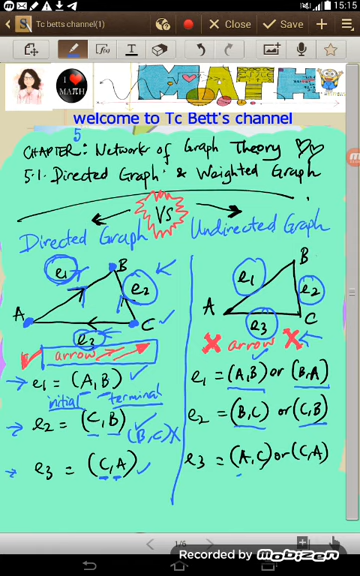 15:15
Tc betts channel(1)
Close
Save
I ♥ MATH
MATH
welcome to Tc Bett's channel
CHAPTER 5: Network of Graph Theory
5.1. Directed Graph & Weighted Graph
VS
Directed Graph
Undirected Graph
e1 B e2
A C
e3
arrow
e1 = (A, B)
initial terminal
e2 = (C, B)
(B, C) X
e3 = (C, A)
B
e1 e2
A C
e3
X arrow X
e1 = (A, B) or (B, A)
e2 = (B, C) or (C, B)
e3 = (A, C) or (C, A)
1/5
Recorded by Mobizen